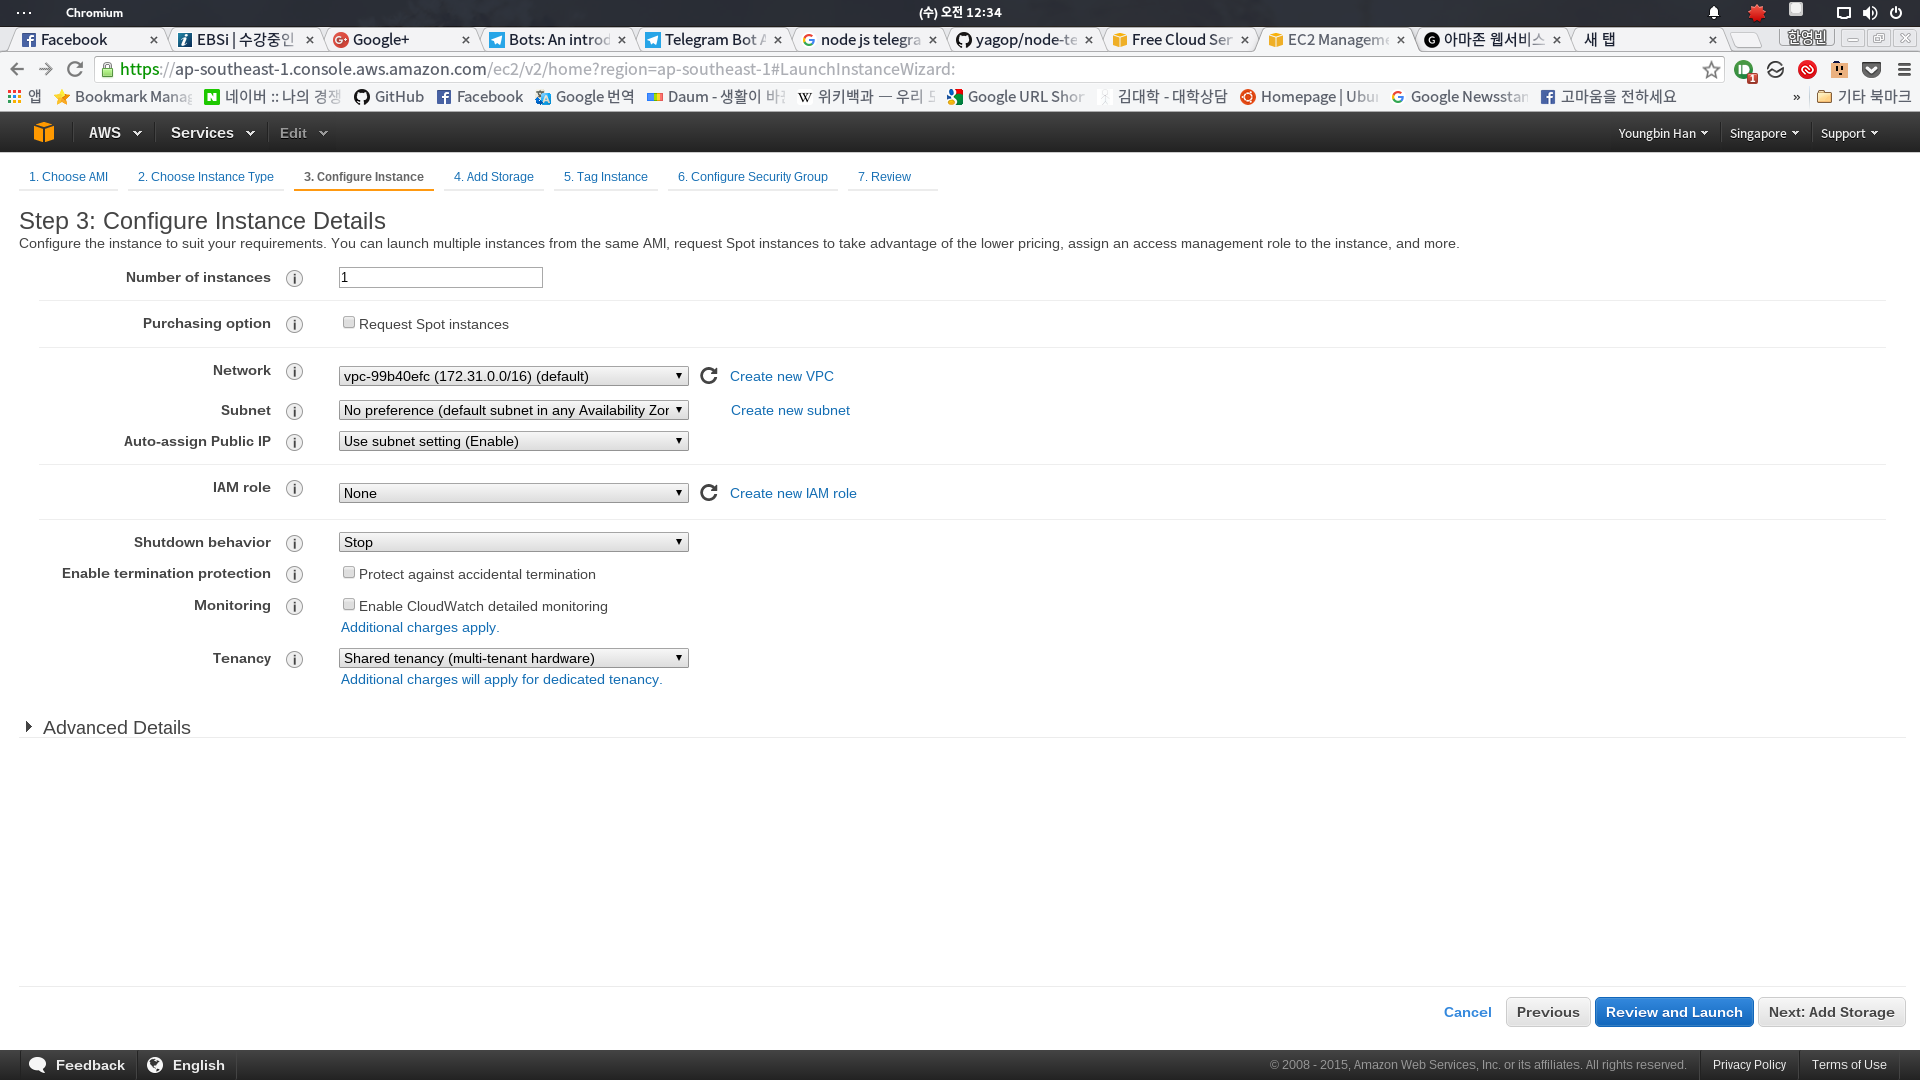 Chromium
(수) 오전 12:34
Facebook
EBSi | 수강중인
Google+
Bots: An introd
Telegram Bot A
node js telegra
yagop/node-te
Free Cloud Ser
EC2 Manageme
아마존 웹서비스
새 탭
한영빈
https://ap-southeast-1.console.aws.amazon.com/ec2/v2/home?region=ap-southeast-1#LaunchInstanceWizard:
1
앱
Bookmark Manag
네이버 :: 나의 경쟁
GitHub
Facebook
Google 번역
Daum - 생활이 바
위키백과 — 우리
Google URL Shor
김대학 - 대학상담
Homepage | Ubu
Google Newsstan
고마움을 전하세요
»
기타 북마크
AWS
Services
Edit
Youngbin Han
Singapore
Support
1. Choose AMI
2. Choose Instance Type
3. Configure Instance
4. Add Storage
5. Tag Instance
6. Configure Security Group
7. Review
Step 3: Configure Instance Details
Configure the instance to suit your requirements. You can launch multiple instances from the same AMI, request Spot instances to take advantage of the lower pricing, assign an access management role to the instance, and more.
Number of instances
1
Purchasing option
Request Spot instances
Network
vpc-99b40efc (172.31.0.0/16) (default)
Create new VPC
Subnet
No preference (default subnet in any Availability Zor
Create new subnet
Auto-assign Public IP
Use subnet setting (Enable)
IAM role
None
Create new IAM role
Shutdown behavior
Stop
Enable termination protection
Protect against accidental termination
Monitoring
Enable CloudWatch detailed monitoring
Additional charges apply.
Tenancy
Shared tenancy (multi-tenant hardware)
Additional charges will apply for dedicated tenancy.
Advanced Details
Cancel
Previous
Review and Launch
Next: Add Storage
Feedback
English
© 2008 - 2015, Amazon Web Services, Inc. or its affiliates. All rights reserved.
Privacy Policy
Terms of Use